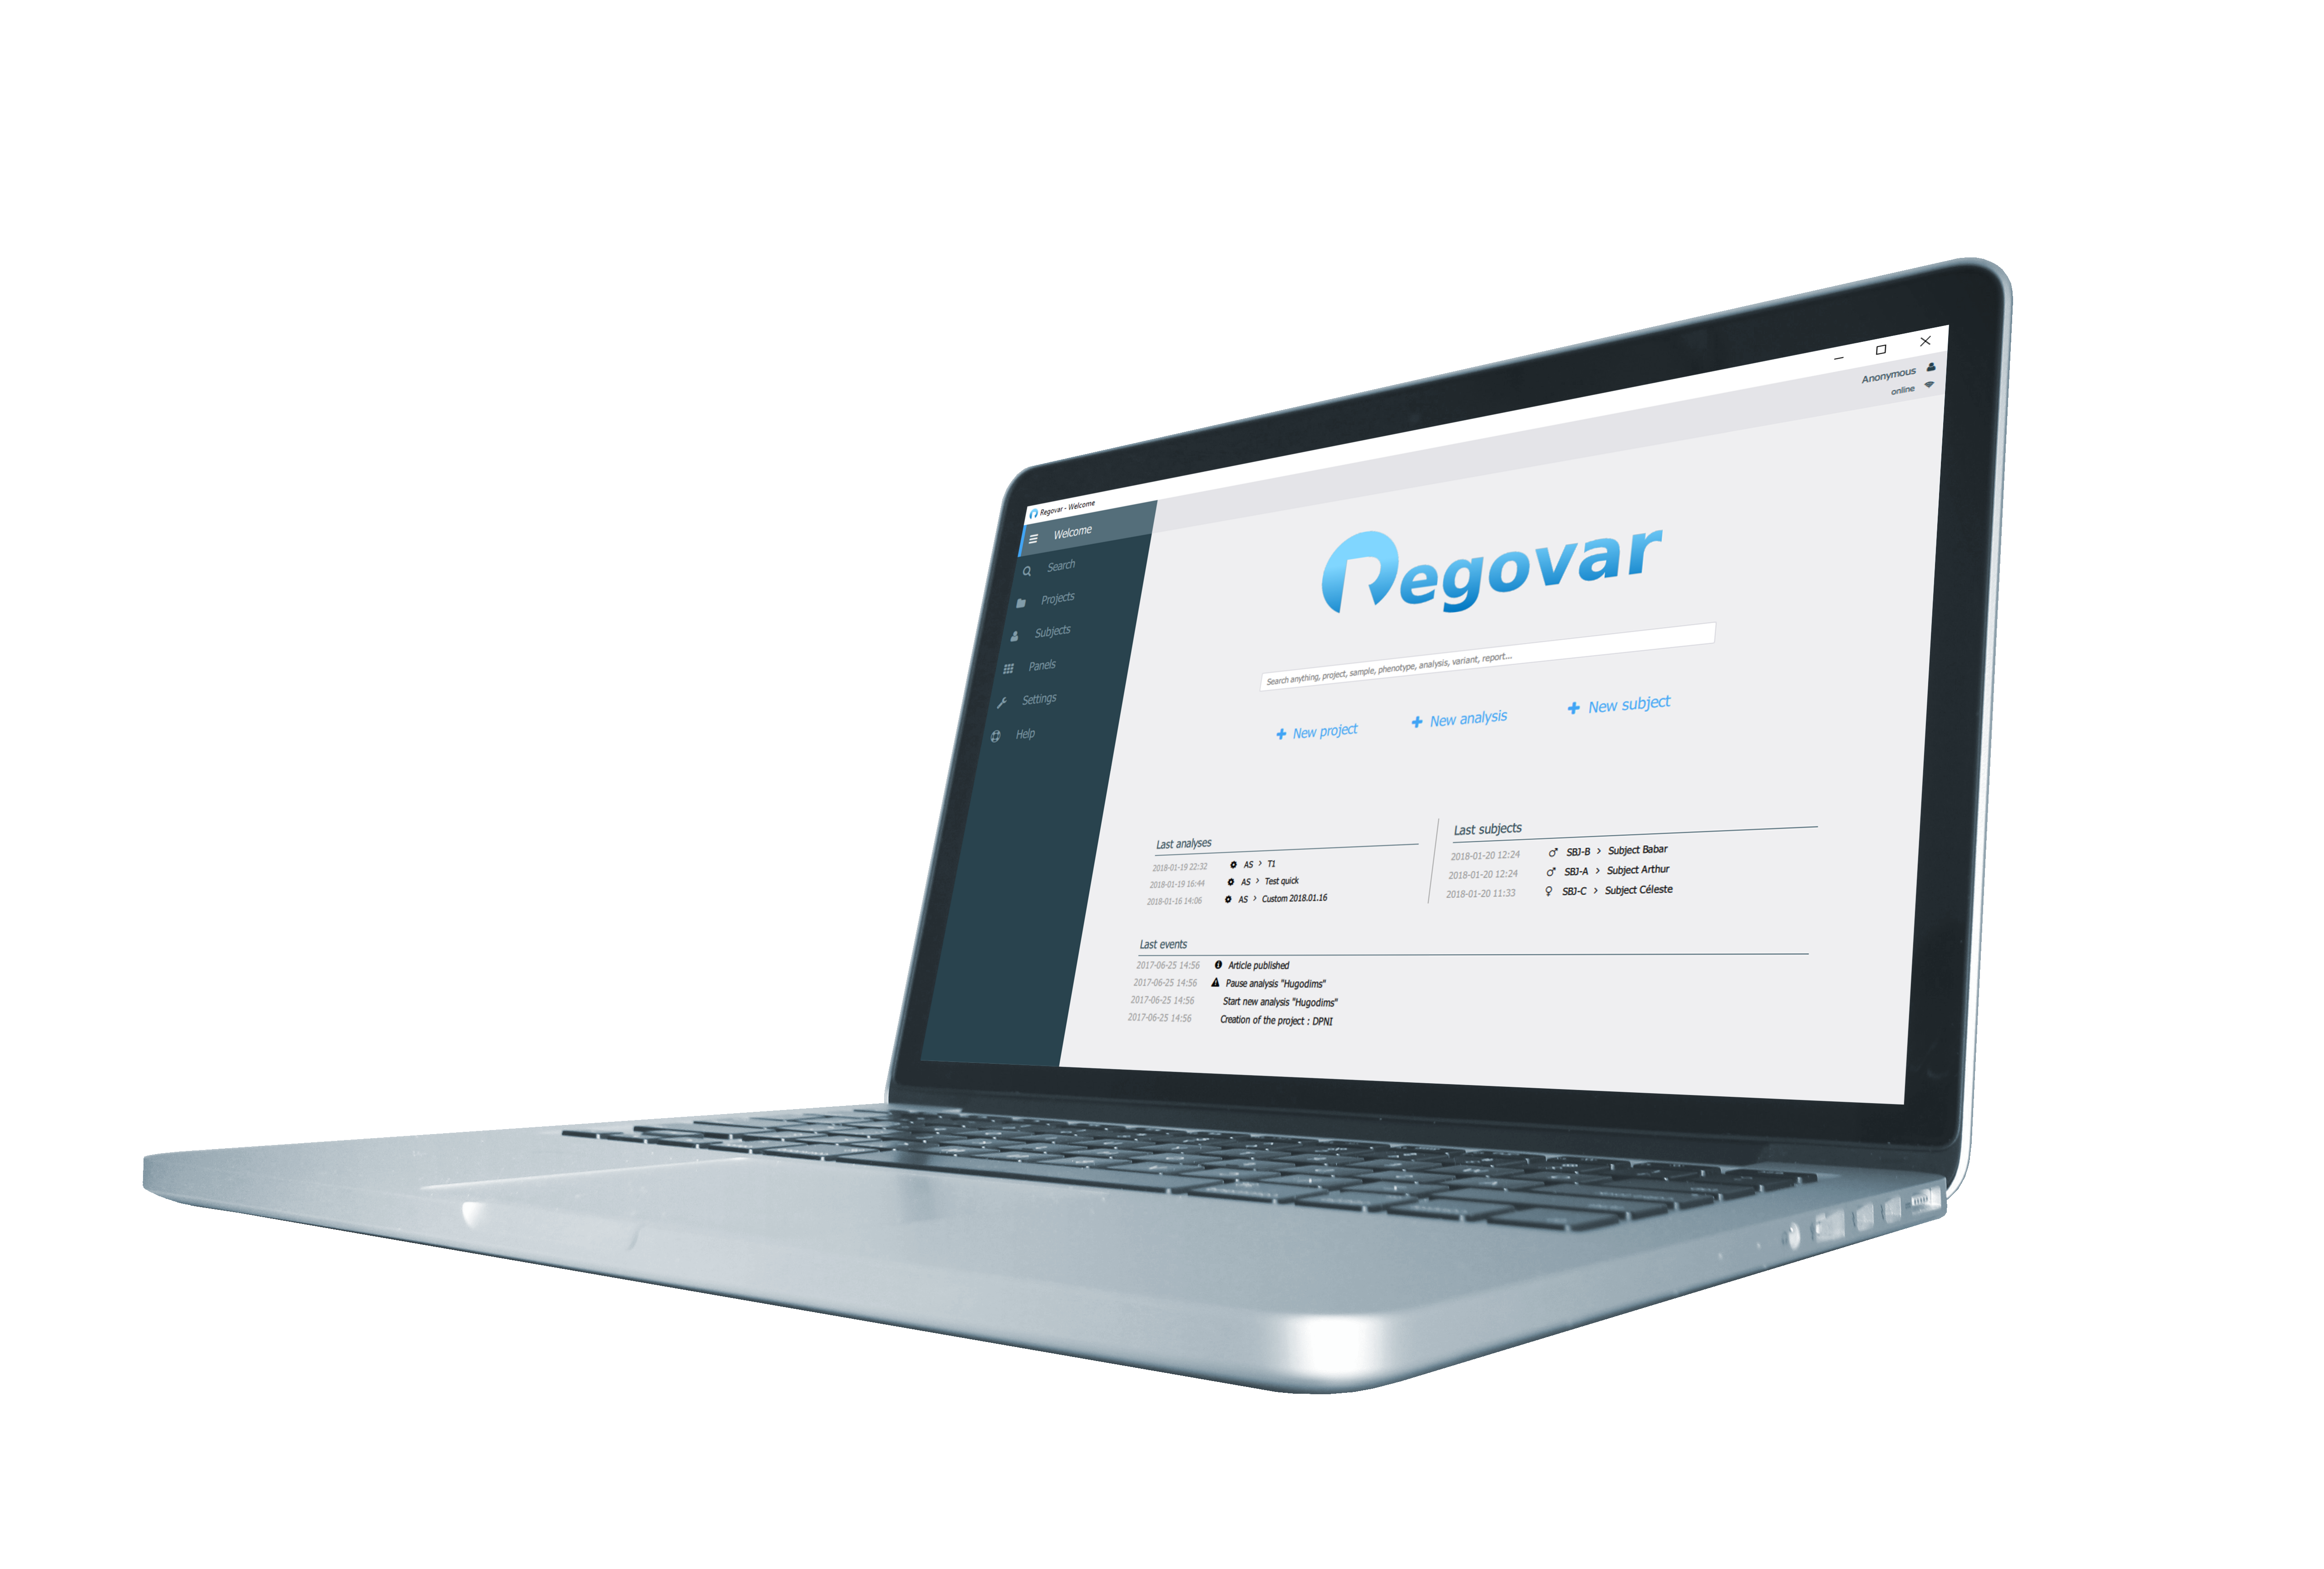 Regovar - Welcome
Anonymous
online
Welcome
Search
Projects
Subjects
Panels
Settings
Help
Regovar
Search anything, project, sample, phenotype, analysis, variant, report...
New project
New analysis
New subject
Last analyses
2018-01-19 22:32 AS > T1
2018-01-19 16:44 AS > Test quick
2018-01-16 14:06 AS > Custom 2018.01.16
Last subjects
2018-01-20 12:24 ♂ SBJ-B > Subject Babar
2018-01-20 12:24 ♂ SBJ-A > Subject Arthur
2018-01-20 11:33 ♀ SBJ-C > Subject Céleste
Last events
2017-06-25 14:56 Article published
2017-06-25 14:56 Pause analysis "Hugodims"
2017-06-25 14:56 Start new analysis "Hugodims"
2017-06-25 14:56 Creation of the project : DPNI